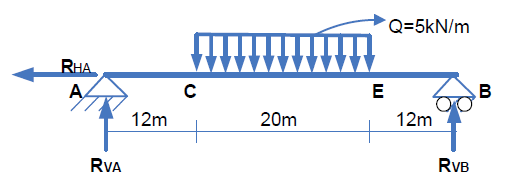 Q=5kN/m
RHA
A C E B
12m 20m 12m
RVA RVB